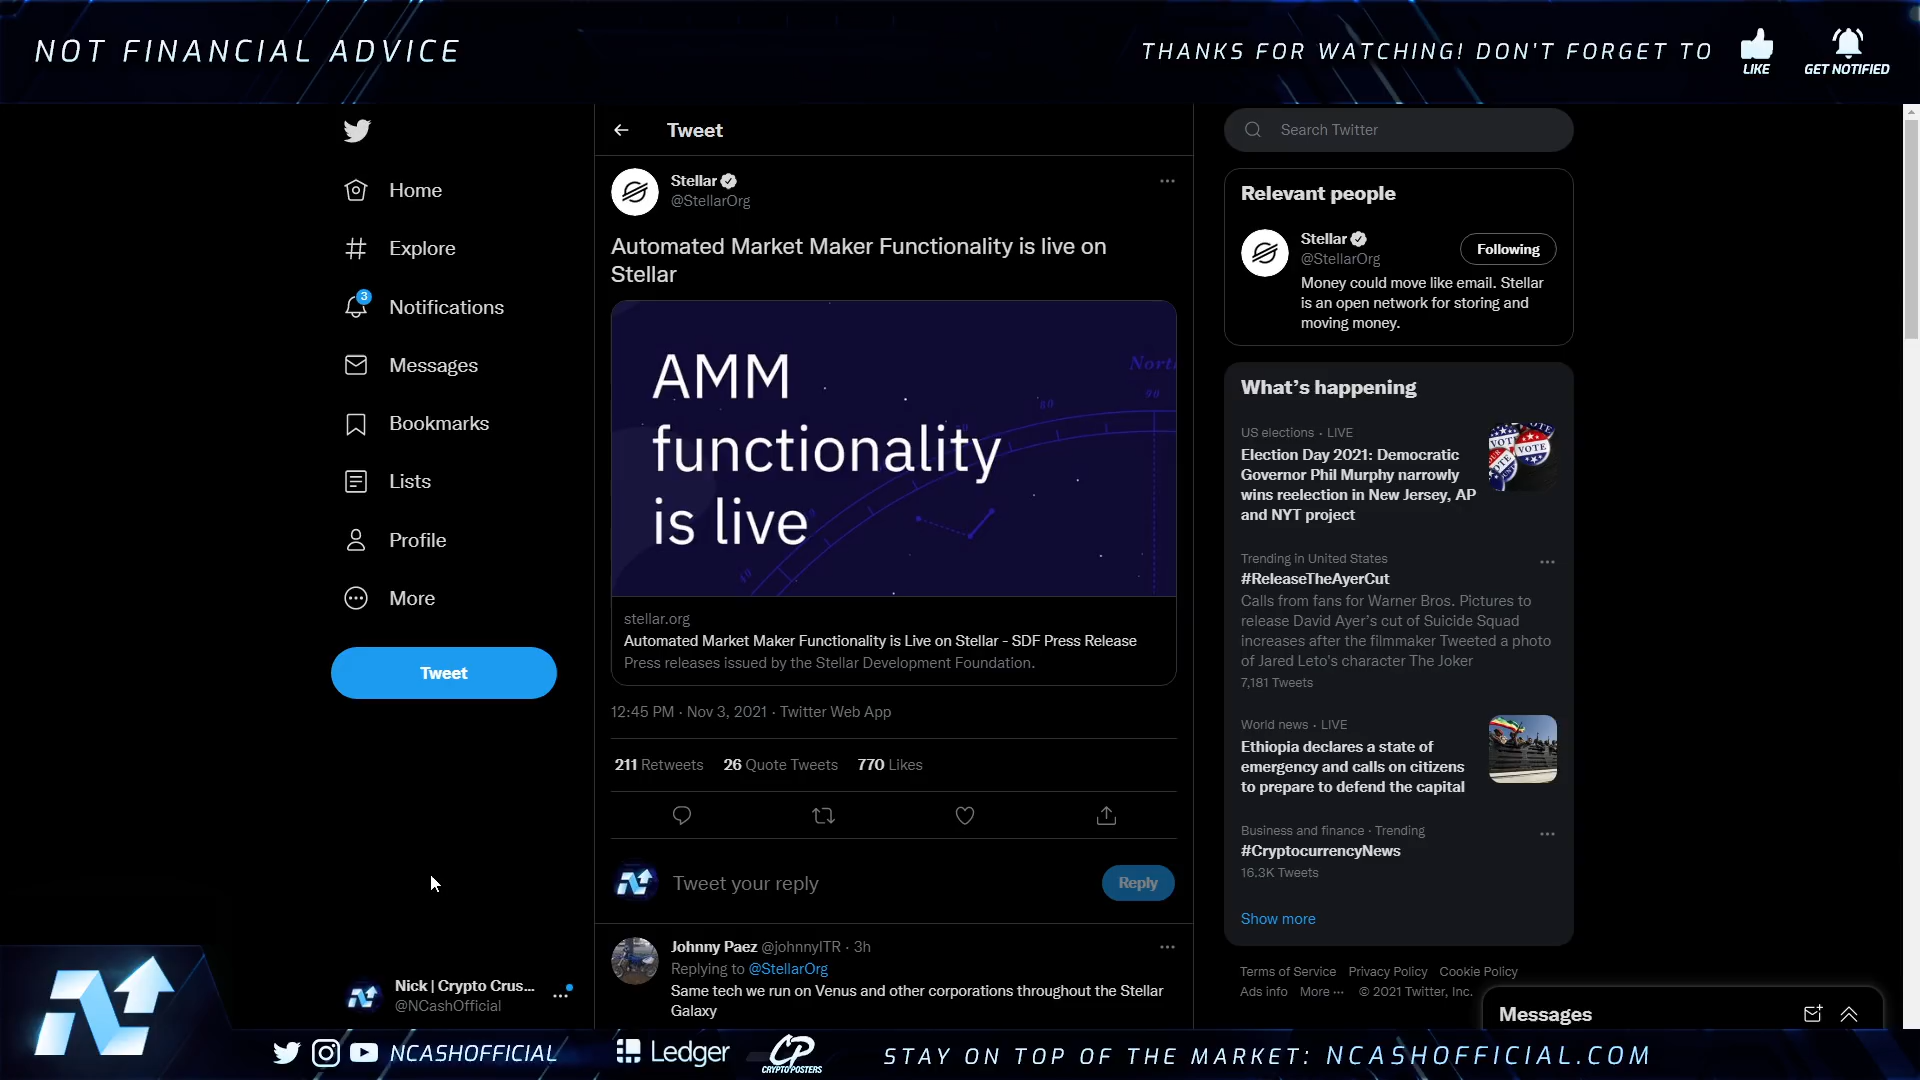 NOT FINANCIAL ADVICE
THANKS FOR WATCHING! DON'T FORGET TO
LIKE
GET NOTIFIED
Home
Explore
3
Notifications
Messages
Bookmarks
Lists
Profile
More
Tweet
Nick | Crypto Crus...
@NCashOfficial
Tweet
Stellar
@StellarOrg
Automated Market Maker Functionality is live on
Stellar
AMM
functionality
is live
80
90
40
stellar.org
Automated Market Maker Functionality is Live on Stellar - SDF Press Release
Press releases issued by the Stellar Development Foundation.
12:45 PM · Nov 3, 2021 · Twitter Web App
211 Retweets 26 Quote Tweets 770 Likes
Tweet your reply
Reply
Johnny Paez @johnnyITR · 3h
Replying to @StellarOrg
Same tech we run on Venus and other corporations throughout the Stellar
Galaxy
Search Twitter
Relevant people
Stellar
@StellarOrg
Following
Money could move like email. Stellar
is an open network for storing and
moving money.
What's happening
US elections · LIVE
Election Day 2021: Democratic
Governor Phil Murphy narrowly
wins reelection in New Jersey, AP
and NYT project
VOTE
Trending in United States
#ReleaseTheAyerCut
Calls from fans for Warner Bros. Pictures to
release David Ayer's cut of Suicide Squad
increases after the filmmaker Tweeted a photo
of Jared Leto's character The Joker
7,181 Tweets
World news · LIVE
Ethiopia declares a state of
emergency and calls on citizens
to prepare to defend the capital
Business and finance · Trending
#CryptocurrencyNews
16.3K Tweets
Show more
Terms of Service Privacy Policy Cookie Policy
Ads info More ··· © 2021 Twitter, Inc.
Messages
NCASHOFFICIAL
Ledger
CP
CRYPTOPOSTERS
STAY ON TOP OF THE MARKET: NCASHOFFICIAL.COM